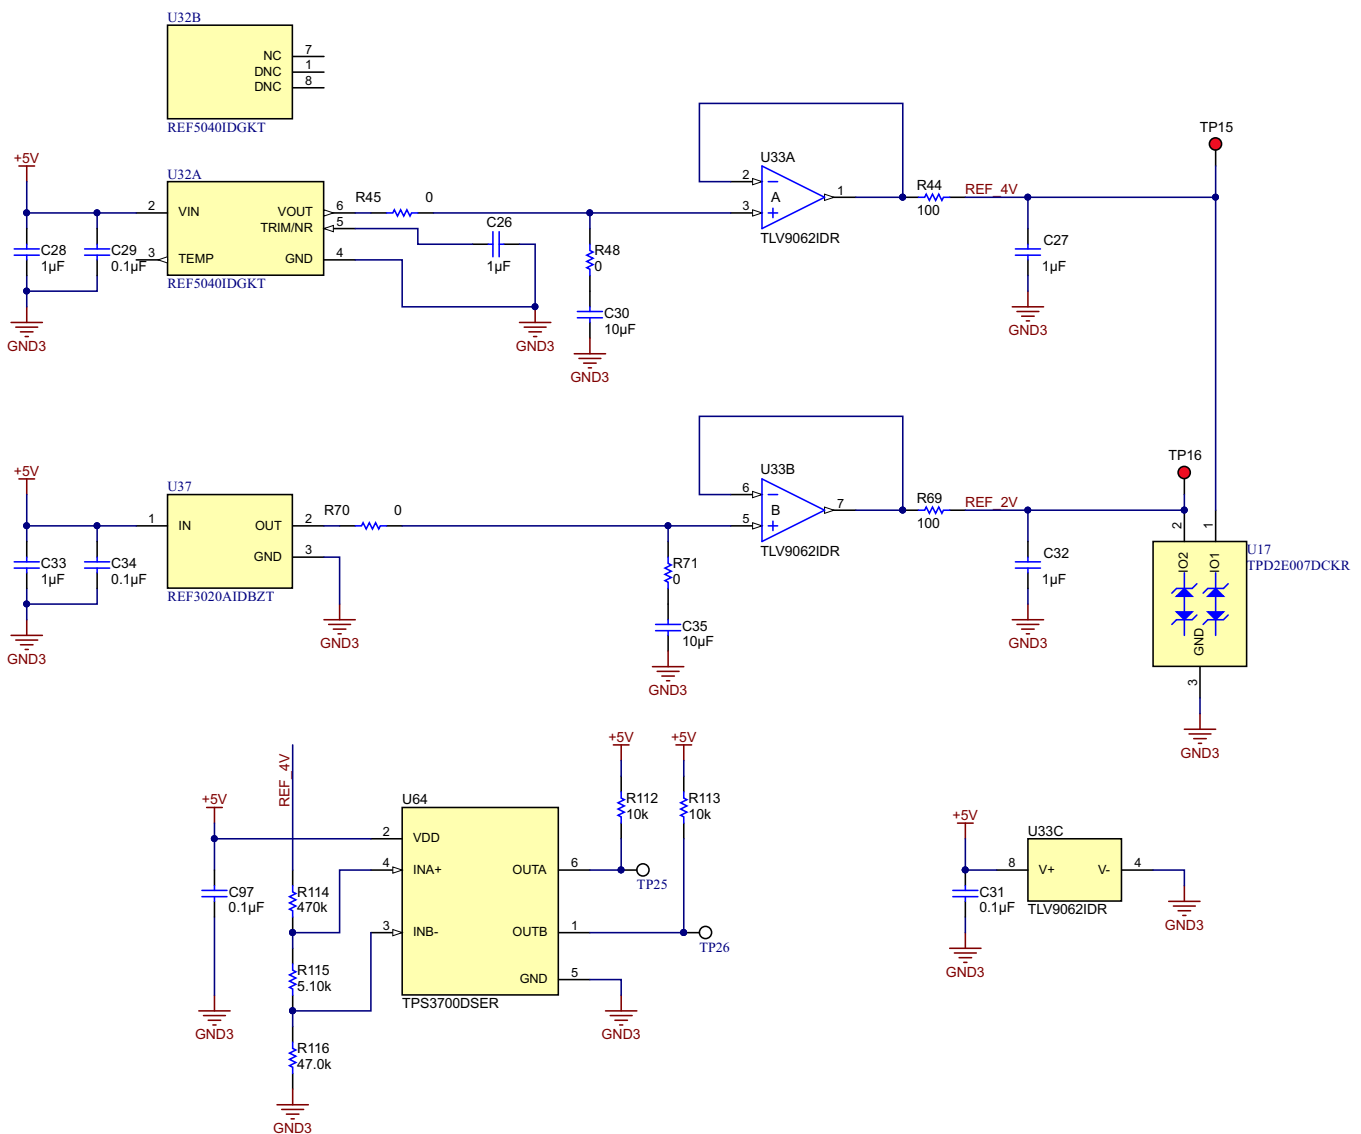 U32B
NC 7
DNC 1
DNC 8
REF5040IDGKT
TP15
+5V
U32A
R45 0
U33A
2
A
1
3
TLV9062IDR
R44
100
REF_4V
2 VIN
VOUT 6
TRIM/NR 5
3 TEMP
GND 4
REF5040IDGKT
C28
1µF
C29
0.1µF
C26
1µF
R48
0
C30
10µF
C27
1µF
GND3
GND3
GND3
GND3
+5V
U37
R70 0
1 IN
OUT 2
GND 3
REF3020AIDBZT
C33
1µF
C34
0.1µF
GND3
GND3
U33B
6
B
7
5
TLV9062IDR
R69
100
REF_2V
TP16
R71
0
C35
10µF
GND3
C32
1µF
GND3
2
1
U17
TPD2E007DCKR
IO2
IO1
GND
3
GND3
REF_4V
+5V
U64
2 VDD
4 INA+
3 INB-
OUTA 6
OUTB 1
GND 5
TPS3700DSER
C97
0.1µF
GND3
R114
470k
R115
5.10k
R116
47.0k
GND3
+5V
+5V
R112
10k
R113
10k
TP25
TP26
GND3
+5V
U33C
8 V+
V- 4
TLV9062IDR
C31
0.1µF
GND3
GND3